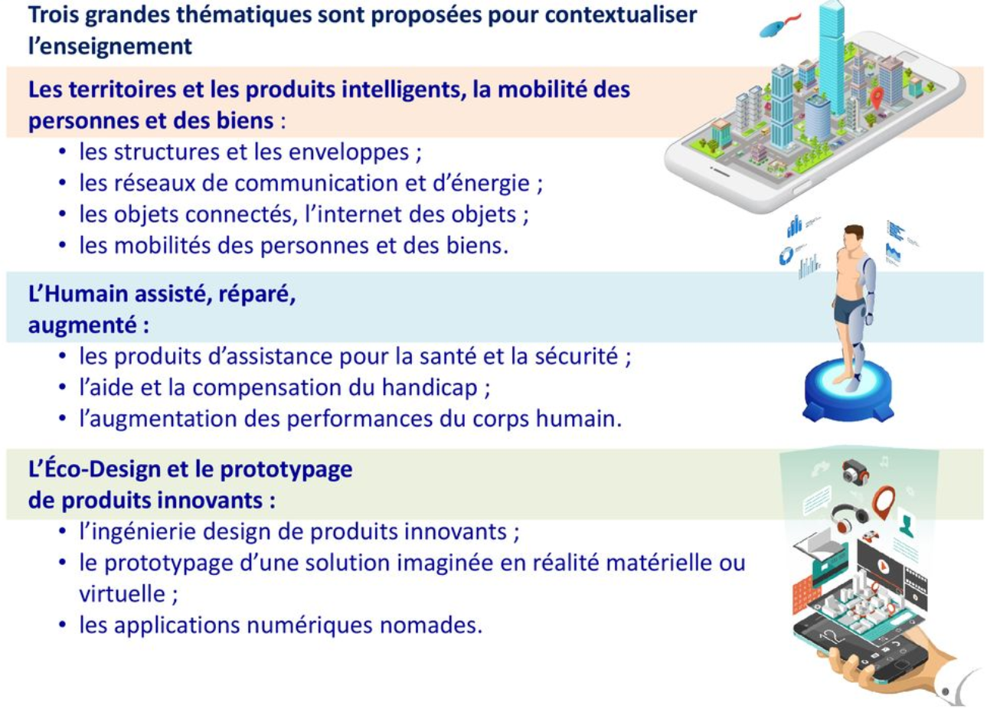 Trois grandes thématiques sont proposées pour contextualiser
l’enseignement
Les territoires et les produits intelligents, la mobilité des
personnes et des biens :
• les structures et les enveloppes ;
• les réseaux de communication et d’énergie ;
• les objets connectés, l’internet des objets ;
• les mobilités des personnes et des biens.
L’Humain assisté, réparé,
augmenté :
• les produits d’assistance pour la santé et la sécurité ;
• l’aide et la compensation du handicap ;
• l’augmentation des performances du corps humain.
L’Éco-Design et le prototypage
de produits innovants :
• l’ingénierie design de produits innovants ;
• le prototypage d’une solution imaginée en réalité matérielle ou
virtuelle ;
• les applications numériques nomades.
12